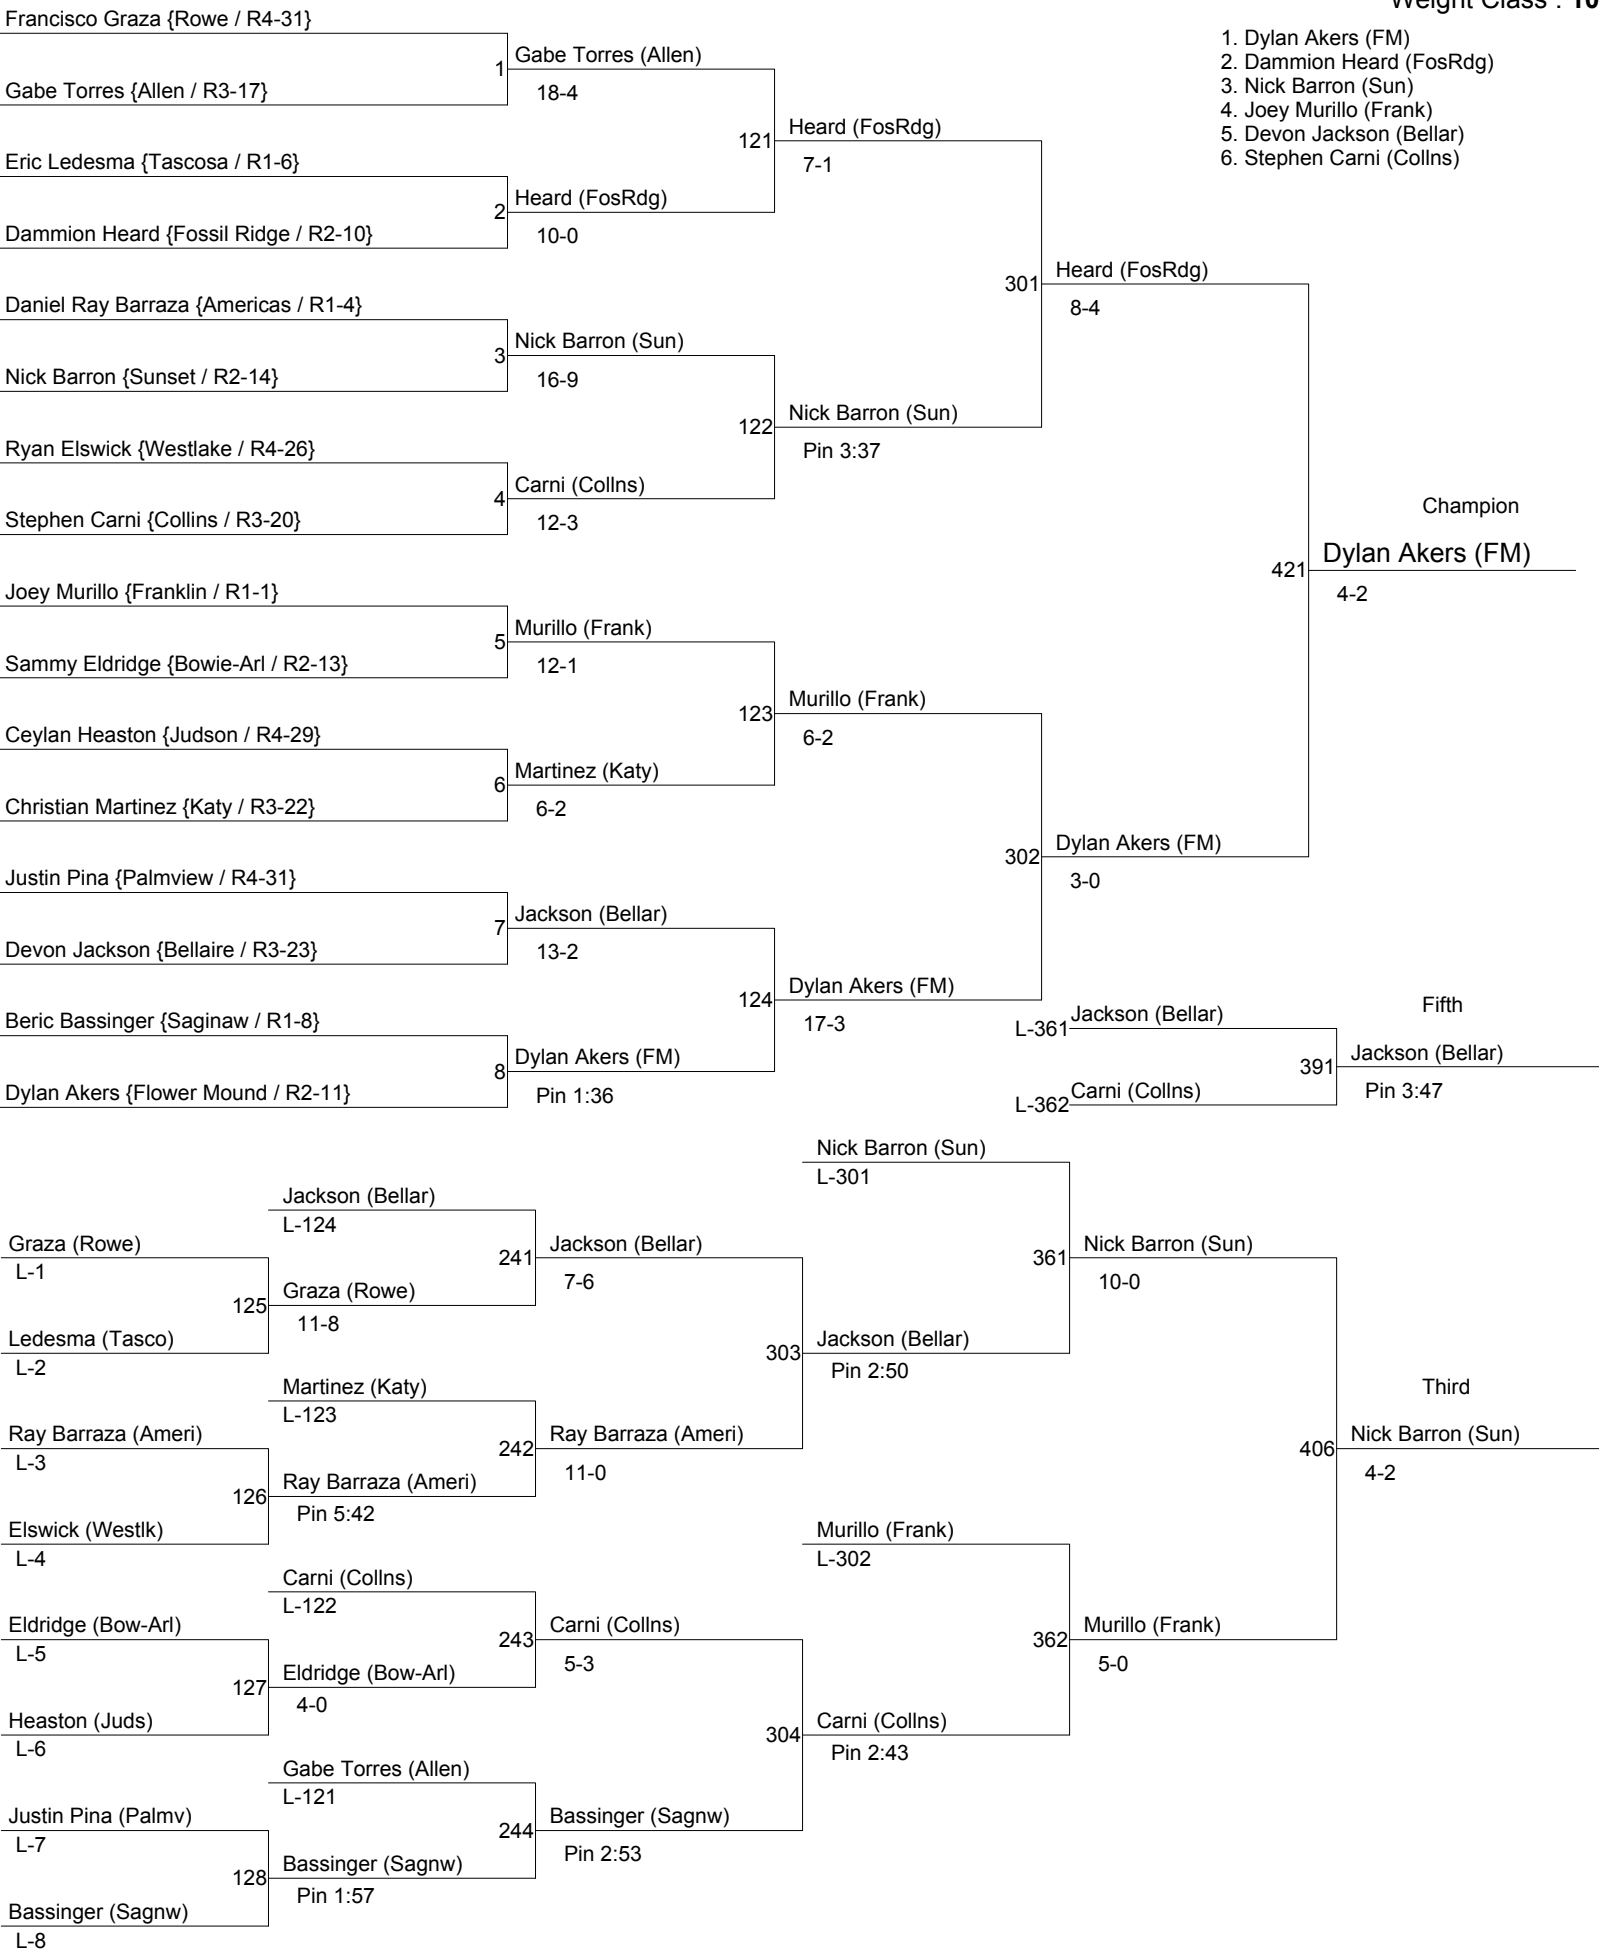 Weight Class : 10
1. Dylan Akers (FM)
2. Dammion Heard (FosRdg)
3. Nick Barron (Sun)
4. Joey Murillo (Frank)
5. Devon Jackson (Bellar)
6. Stephen Carni (Collns)
Francisco Graza {Rowe / R4-31}
1
Gabe Torres (Allen)
18-4
Gabe Torres {Allen / R3-17}
121
Heard (FosRdg)
7-1
Eric Ledesma {Tascosa / R1-6}
2
Heard (FosRdg)
10-0
Dammion Heard {Fossil Ridge / R2-10}
301
Heard (FosRdg)
8-4
Daniel Ray Barraza {Americas / R1-4}
3
Nick Barron (Sun)
16-9
Nick Barron {Sunset / R2-14}
122
Nick Barron (Sun)
Pin 3:37
Ryan Elswick {Westlake / R4-26}
4
Carni (Collns)
12-3
Stephen Carni {Collins / R3-20}
Champion
421
Dylan Akers (FM)
4-2
Joey Murillo {Franklin / R1-1}
5
Murillo (Frank)
12-1
Sammy Eldridge {Bowie-Arl / R2-13}
123
Murillo (Frank)
6-2
Ceylan Heaston {Judson / R4-29}
6
Martinez (Katy)
6-2
Christian Martinez {Katy / R3-22}
302
Dylan Akers (FM)
3-0
Justin Pina {Palmview / R4-31}
7
Jackson (Bellar)
13-2
Devon Jackson {Bellaire / R3-23}
124
Dylan Akers (FM)
17-3
Beric Bassinger {Saginaw / R1-8}
8
Dylan Akers (FM)
Pin 1:36
Dylan Akers {Flower Mound / R2-11}
Fifth
L-361
Jackson (Bellar)
391
Jackson (Bellar)
Pin 3:47
L-362
Carni (Collns)
Nick Barron (Sun)
L-301
Jackson (Bellar)
L-124
Graza (Rowe)
L-1
241
Jackson (Bellar)
7-6
361
Nick Barron (Sun)
10-0
125
Graza (Rowe)
11-8
Ledesma (Tasco)
L-2
303
Jackson (Bellar)
Pin 2:50
Martinez (Katy)
L-123
Third
Ray Barraza (Ameri)
L-3
242
Ray Barraza (Ameri)
11-0
406
Nick Barron (Sun)
4-2
126
Ray Barraza (Ameri)
Pin 5:42
Elswick (Westlk)
L-4
Murillo (Frank)
L-302
Carni (Collns)
L-122
Eldridge (Bow-Arl)
L-5
243
Carni (Collns)
5-3
362
Murillo (Frank)
5-0
127
Eldridge (Bow-Arl)
4-0
Heaston (Juds)
L-6
304
Carni (Collns)
Pin 2:43
Gabe Torres (Allen)
L-121
Justin Pina (Palmv)
L-7
244
Bassinger (Sagnw)
Pin 2:53
128
Bassinger (Sagnw)
Pin 1:57
Bassinger (Sagnw)
L-8